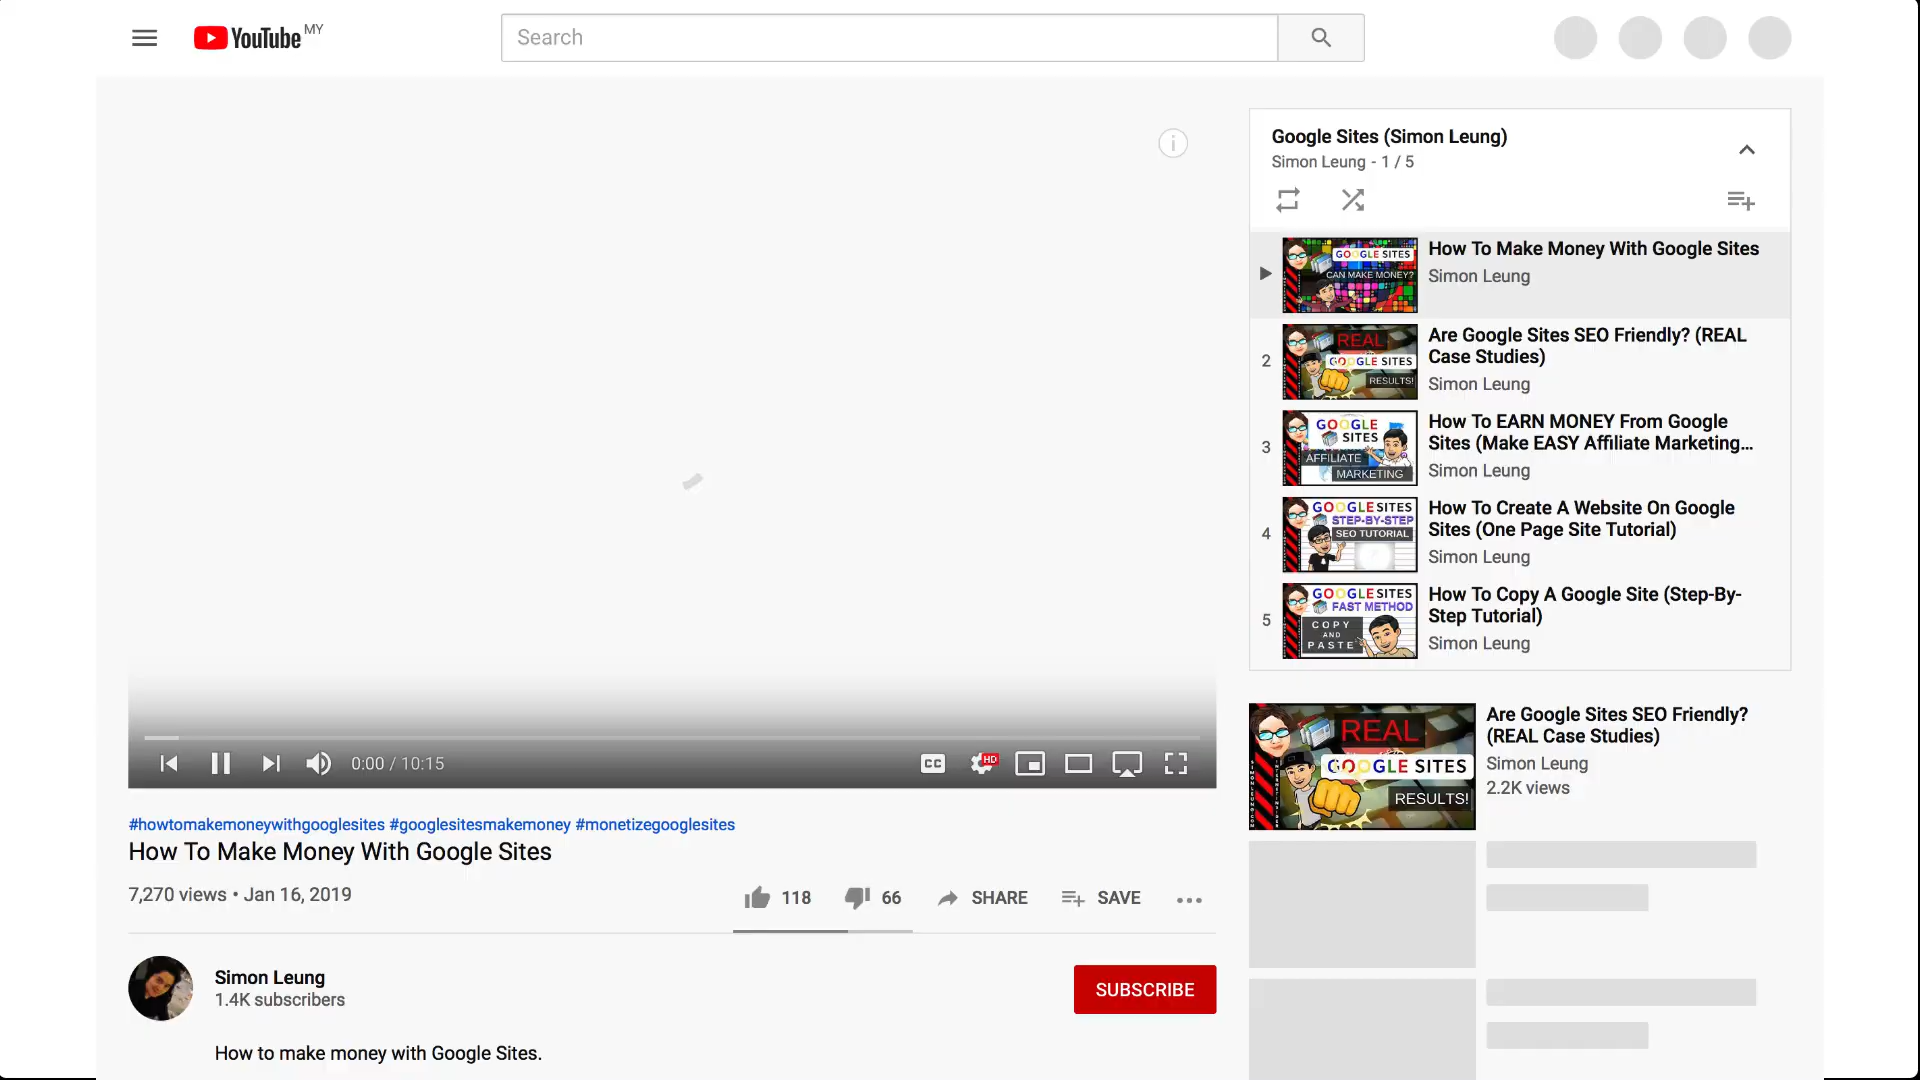 YouTube MY
Search
Google Sites (Simon Leung)
Simon Leung - 1 / 5
GOOGLE SITES
CAN MAKE MONEY?
How To Make Money With Google Sites
Simon Leung
2
REAL
GOOGLE SITES
RESULTS!
Are Google Sites SEO Friendly? (REAL
Case Studies)
Simon Leung
3
GOOGLE
SITES
AFFILIATE
MARKETING
How To EARN MONEY From Google
Sites (Make EASY Affiliate Marketing...
Simon Leung
4
GOOGLE SITES
STEP-BY-STEP
SEO TUTORIAL
How To Create A Website On Google
Sites (One Page Site Tutorial)
Simon Leung
5
GOOGLE SITES
FAST METHOD
COPY
AND
PASTE
How To Copy A Google Site (Step-By-
Step Tutorial)
Simon Leung
REAL
GOOGLE SITES
RESULTS!
Are Google Sites SEO Friendly?
(REAL Case Studies)
Simon Leung
2.2K views
0:00 / 10:15
CC
HD
#howtomakemoneywithgooglesites #googlesitesmakemoney #monetizegooglesites
How To Make Money With Google Sites
7,270 views • Jan 16, 2019
118
66
SHARE
SAVE
Simon Leung
1.4K subscribers
SUBSCRIBE
How to make money with Google Sites.